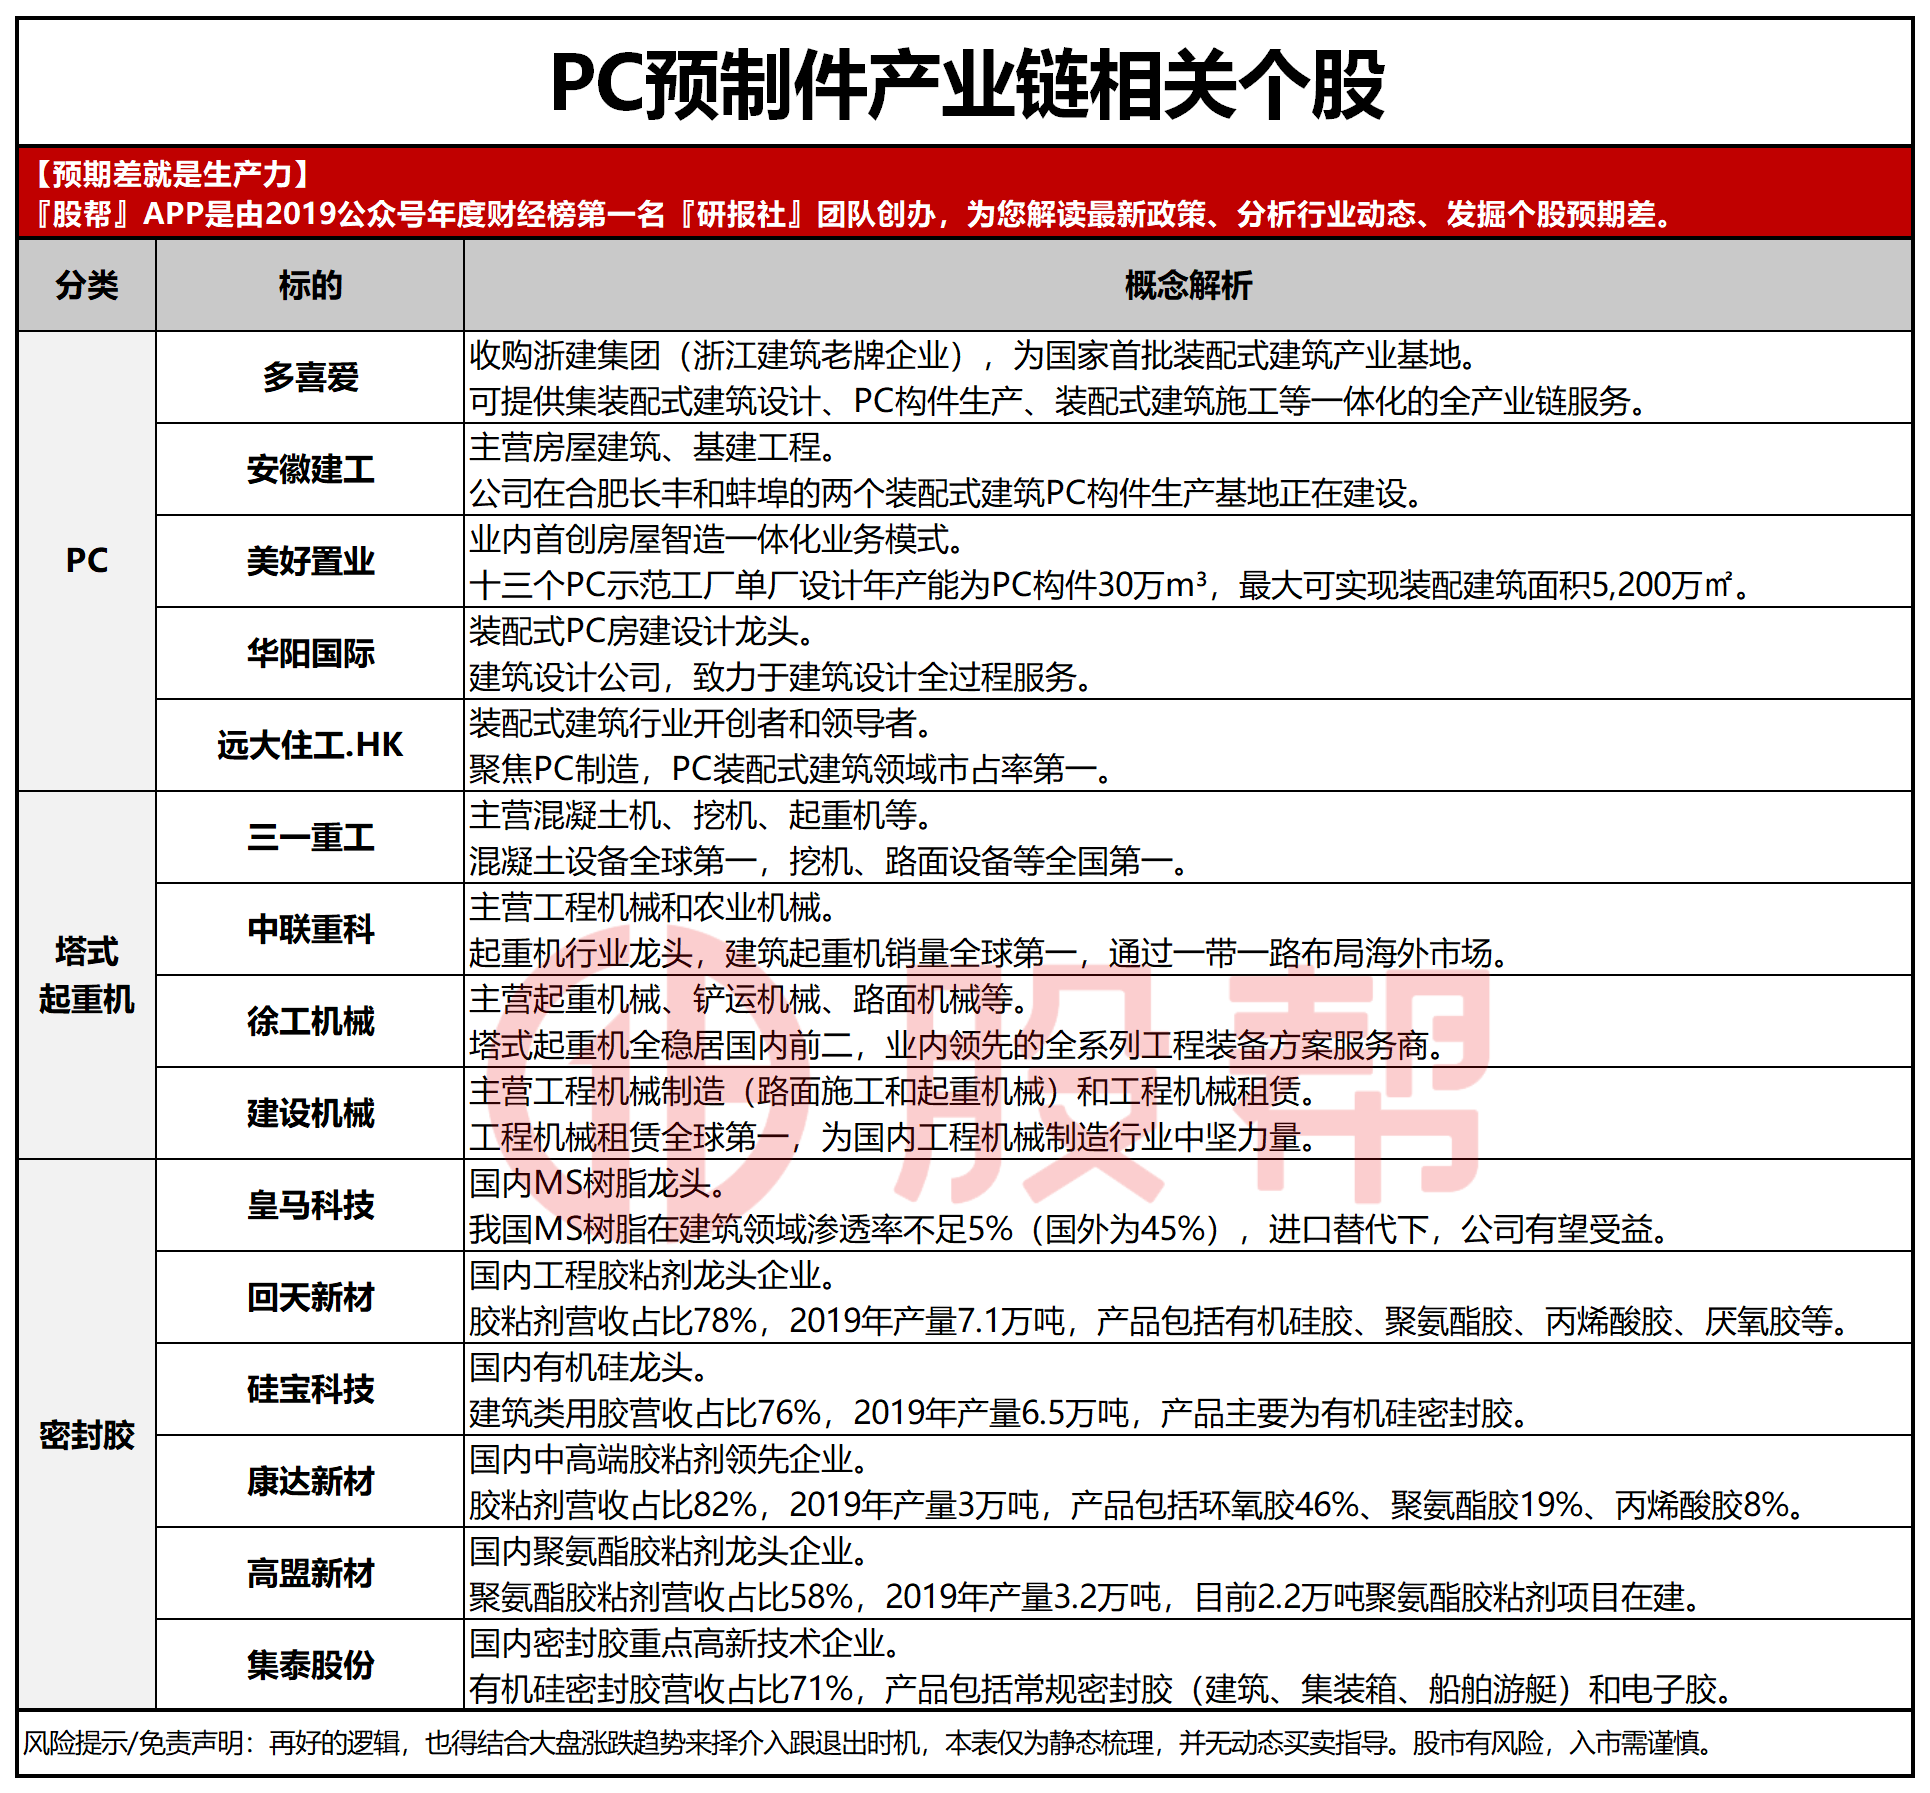 PC预制件产业链相关个股
【预期差就是生产力】
『股帮』APP是由2019公众号年度财经榜第一名『研报社』团队创办，为您解读最新政策、分析行业动态、发掘个股预期差。
分类 标的 概念解析
PC
多喜爱
收购浙建集团（浙江建筑老牌企业），为国家首批装配式建筑产业基地。
可提供集装配式建筑设计、PC构件生产、装配式建筑施工等一体化的全产业链服务。
安徽建工
主营房屋建筑、基建工程。
公司在合肥长丰和蚌埠的两个装配式建筑PC构件生产基地正在建设。
美好置业
业内首创房屋智造一体化业务模式。
十三个PC示范工厂单厂设计年产能为PC构件30万m³，最大可实现装配建筑面积5,200万㎡。
华阳国际
装配式PC房建设计龙头。
建筑设计公司，致力于建筑设计全过程服务。
远大住工.HK
装配式建筑行业开创者和领导者。
聚焦PC制造，PC装配式建筑领域市占率第一。
塔式
起重机
三一重工
主营混凝土机、挖机、起重机等。
混凝土设备全球第一，挖机、路面设备等全国第一。
中联重科
主营工程机械和农业机械。
起重机行业龙头，建筑起重机销量全球第一，通过一带一路布局海外市场。
徐工机械
主营起重机械、铲运机械、路面机械等。
塔式起重机全稳居国内前二，业内领先的全系列工程装备方案服务商。
建设机械
主营工程机械制造（路面施工和起重机械）和工程机械租赁。
工程机械租赁全球第一，为国内工程机械制造行业中坚力量。
股帮
密封胶
皇马科技
国内MS树脂龙头。
我国MS树脂在建筑领域渗透率不足5%（国外为45%），进口替代下，公司有望受益。
回天新材
国内工程胶粘剂龙头企业。
胶粘剂营收占比78%，2019年产量7.1万吨，产品包括有机硅胶、聚氨酯胶、丙烯酸胶、厌氧胶等。
硅宝科技
国内有机硅龙头。
建筑类用胶营收占比76%，2019年产量6.5万吨，产品主要为有机硅密封胶。
康达新材
国内中高端胶粘剂领先企业。
胶粘剂营收占比82%，2019年产量3万吨，产品包括环氧胶46%、聚氨酯胶19%、丙烯酸胶8%。
高盟新材
国内聚氨酯胶粘剂龙头企业。
聚氨酯胶粘剂营收占比58%，2019年产量3.2万吨，目前2.2万吨聚氨酯胶粘剂项目在建。
集泰股份
国内密封胶重点高新技术企业。
有机硅密封胶营收占比71%，产品包括常规密封胶（建筑、集装箱、船舶游艇）和电子胶。
风险提示/免责声明：再好的逻辑，也得结合大盘涨跌趋势来择介入跟退出时机，本表仅为静态梳理，并无动态买卖指导。股市有风险，入市需谨慎。